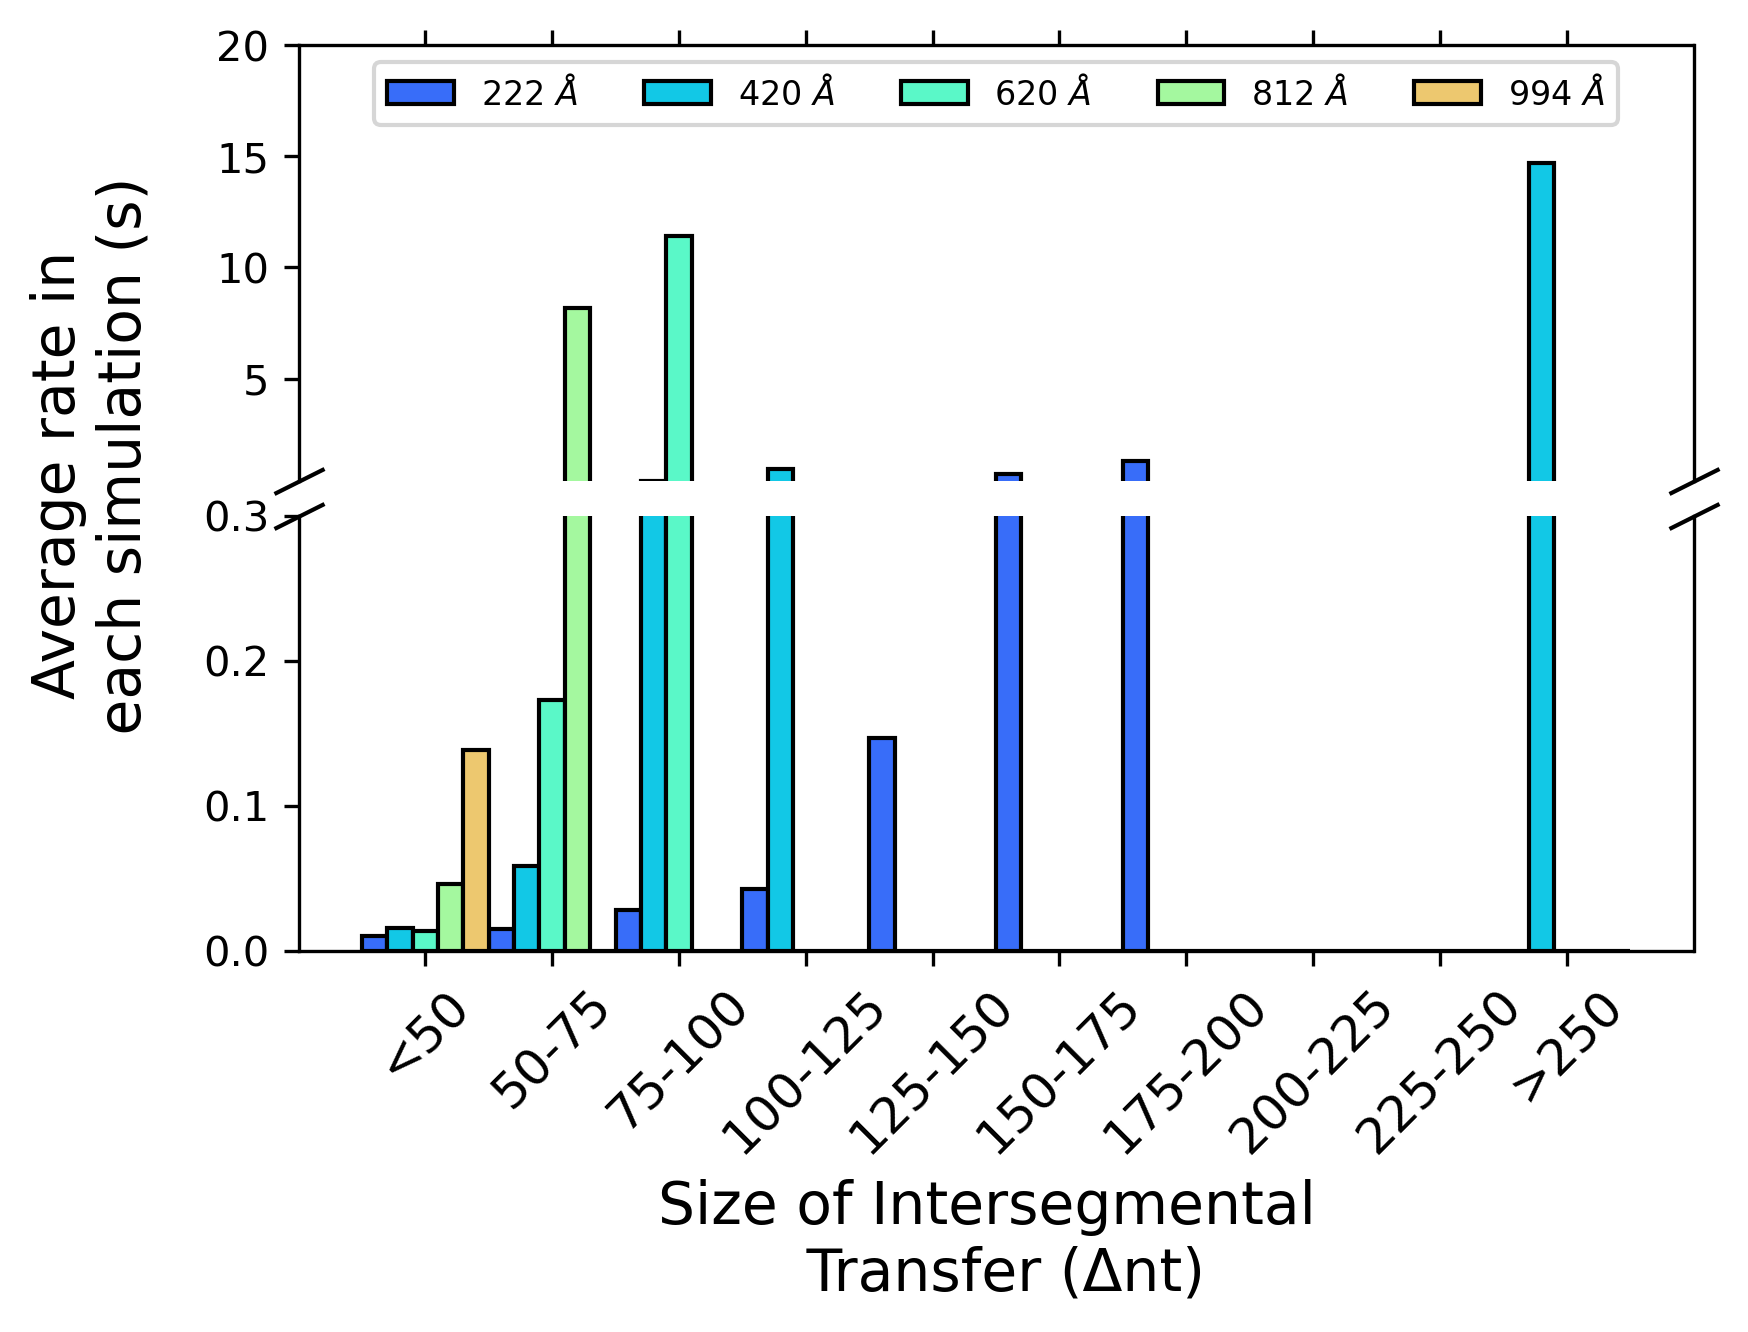 Average rate in
each simulation (s)
20
15
10
5
0.3
0.2
0.1
0.0
222 Å
420 Å
620 Å
812 Å
994 Å
<50
50-75
75-100
100-125
125-150
150-175
175-200
200-225
225-250
>250
Size of Intersegmental
Transfer (Δnt)